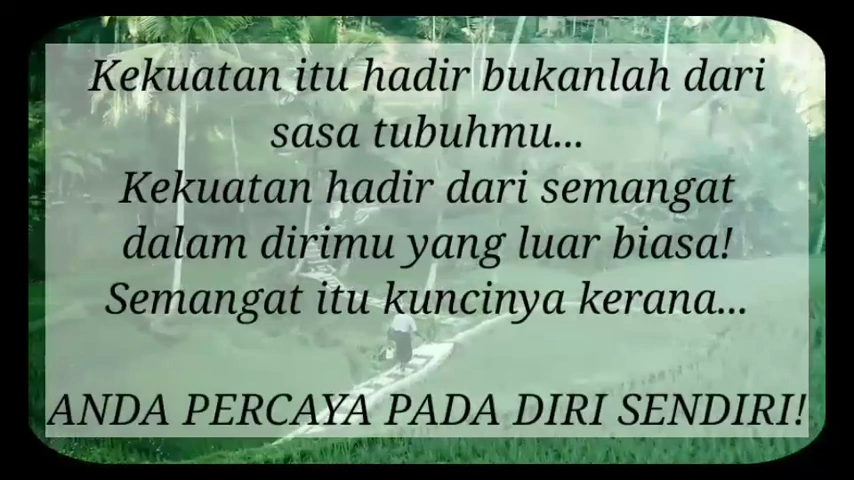 Kekuatan itu hadir bukanlah dari
sasa tubuhmu...
Kekuatan hadir dari semangat
dalam dirimu yang luar biasa!
Semangat itu kuncinya kerana...
ANDA PERCAYA PADA DIRI SENDIRI!